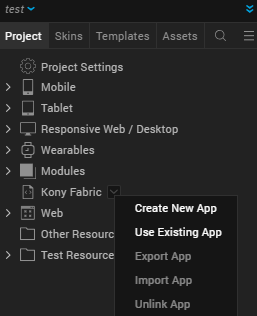 test
Project Skins Templates Assets
Project Settings
Mobile
Tablet
Responsive Web / Desktop
Wearables
Modules
Kony Fabric
Create New App
Web
Use Existing App
Other Resourc
Export App
Test Resource
Import App
Unlink App